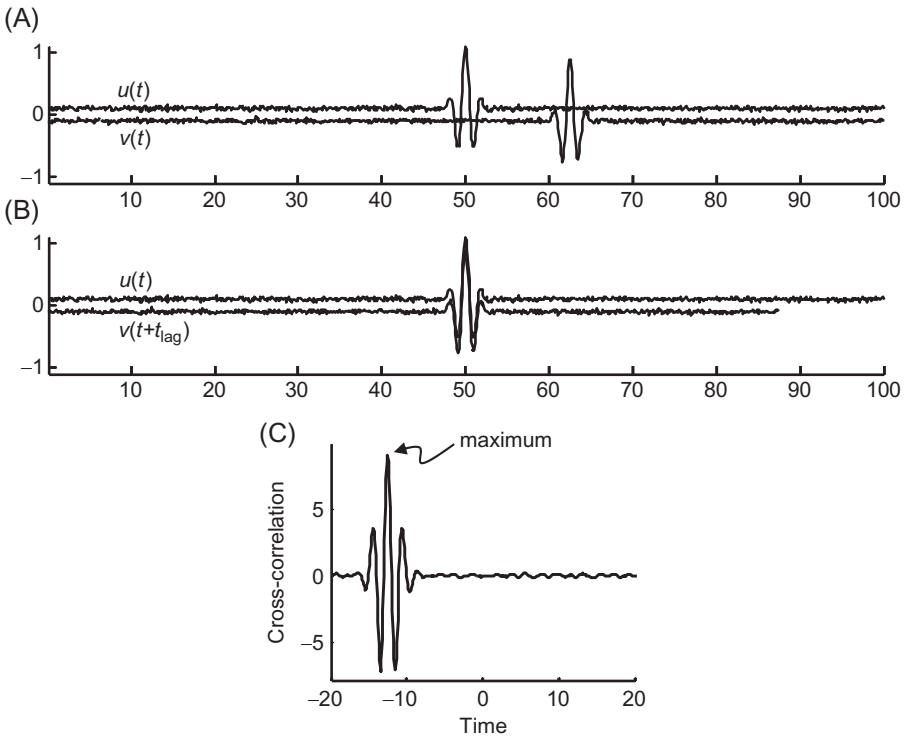 (A)
1
u(t)
0
v(t)
−1
10 20 30 40 50 60 70 80 90 100
(B)
1
u(t)
0
v(t+tlag)
−1
10 20 30 40 50 60 70 80 90 100
(C)
maximum
Cross-correlation
5
0
−5
−20 −10 0 10 20
Time